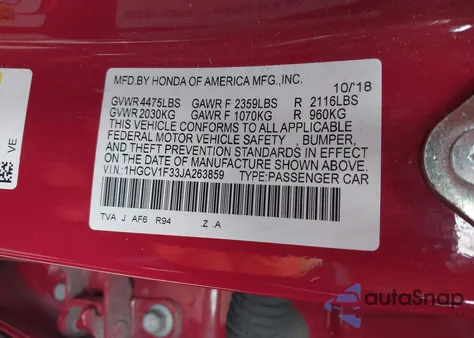 MFD.BY HONDA OF AMERICA MFG.,INC. 10/'18
GVWR 4475LBS GAWR F 2359LBS R 2116LBS
GVWR 2030KG GAWR F 1070KG R 960KG
THIS VEHICLE CONFORMS TO ALL APPLICABLE
FEDERAL MOTOR VEHICLE SAFETY , BUMPER,
AND THEFT PREVENTION STANDARDS IN EFFECT
ON THE DATE OF MANUFACTURE SHOWN ABOVE.
V.I.N.:1HGCV1F33JA263859 TYPE:PASSENGER CAR
TVA J AF6 R94 .Z .A
VE
autoSnap